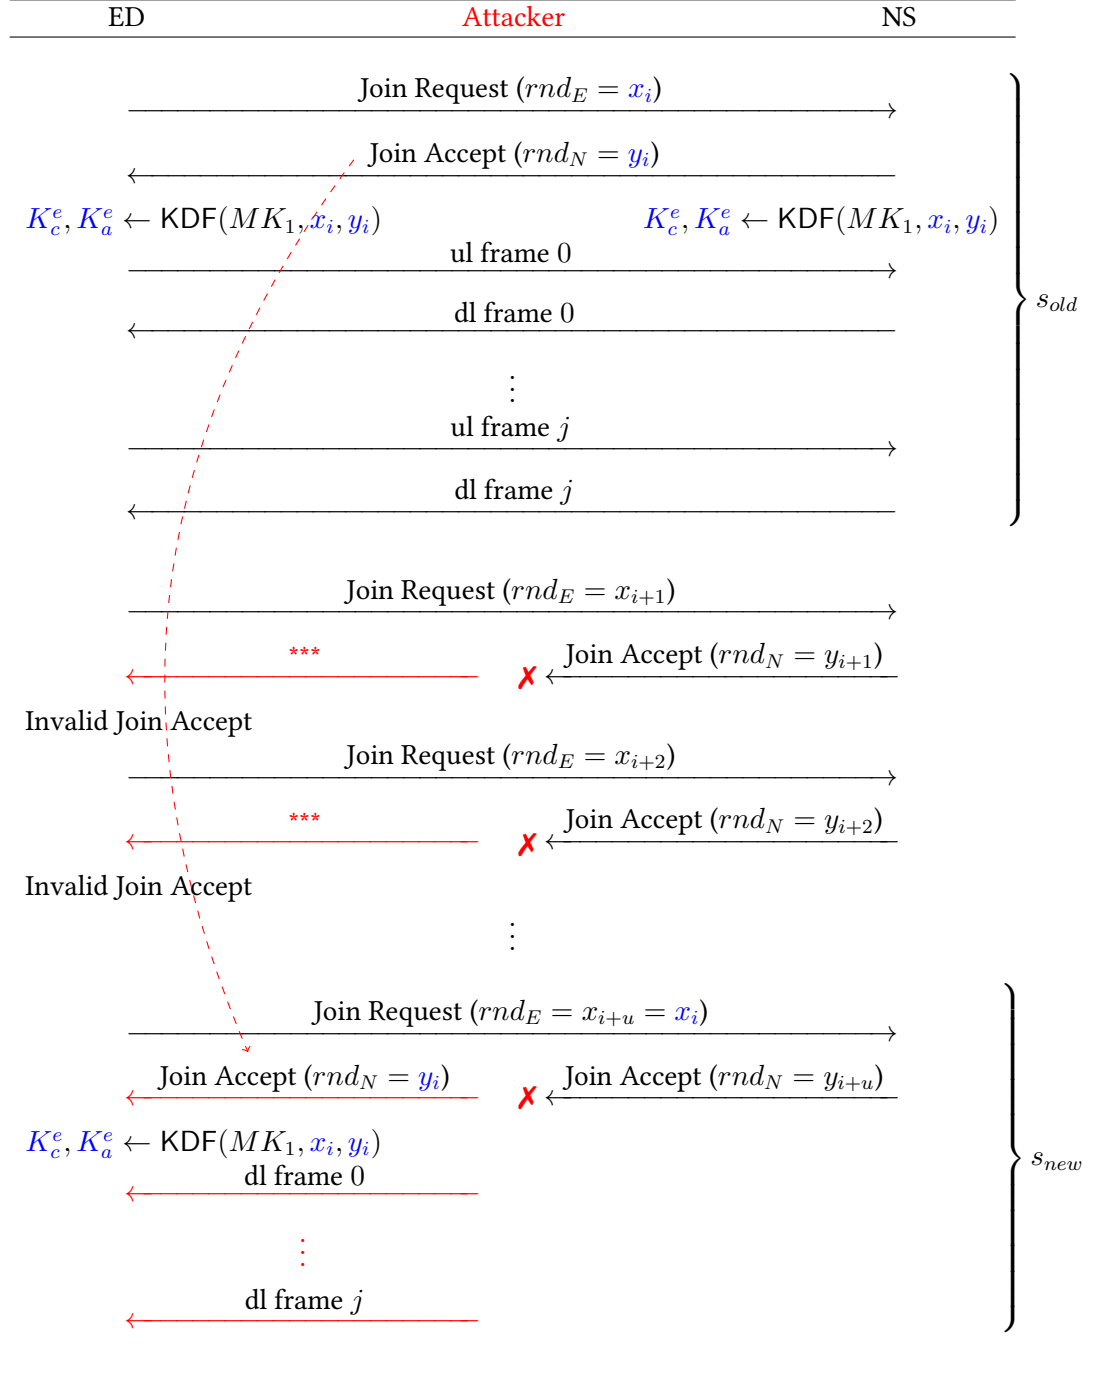 ED Attacker NS
Join Request (rnd_E = x_i)
Join Accept (rnd_N = y_i)
K_c^e, K_a^e ← KDF(MK_1, x_i, y_i) K_c^e, K_a^e ← KDF(MK_1, x_i, y_i)
ul frame 0
s_old
dl frame 0
⋮
ul frame j
dl frame j
Join Request (rnd_E = x_{i+1})
*** ✗ Join Accept (rnd_N = y_{i+1})
Invalid Join Accept
Join Request (rnd_E = x_{i+2})
*** ✗ Join Accept (rnd_N = y_{i+2})
Invalid Join Accept
⋮
Join Request (rnd_E = x_{i+u} = x_i)
Join Accept (rnd_N = y_i) ✗ Join Accept (rnd_N = y_{i+u})
K_c^e, K_a^e ← KDF(MK_1, x_i, y_i)
s_new
dl frame 0
⋮
dl frame j